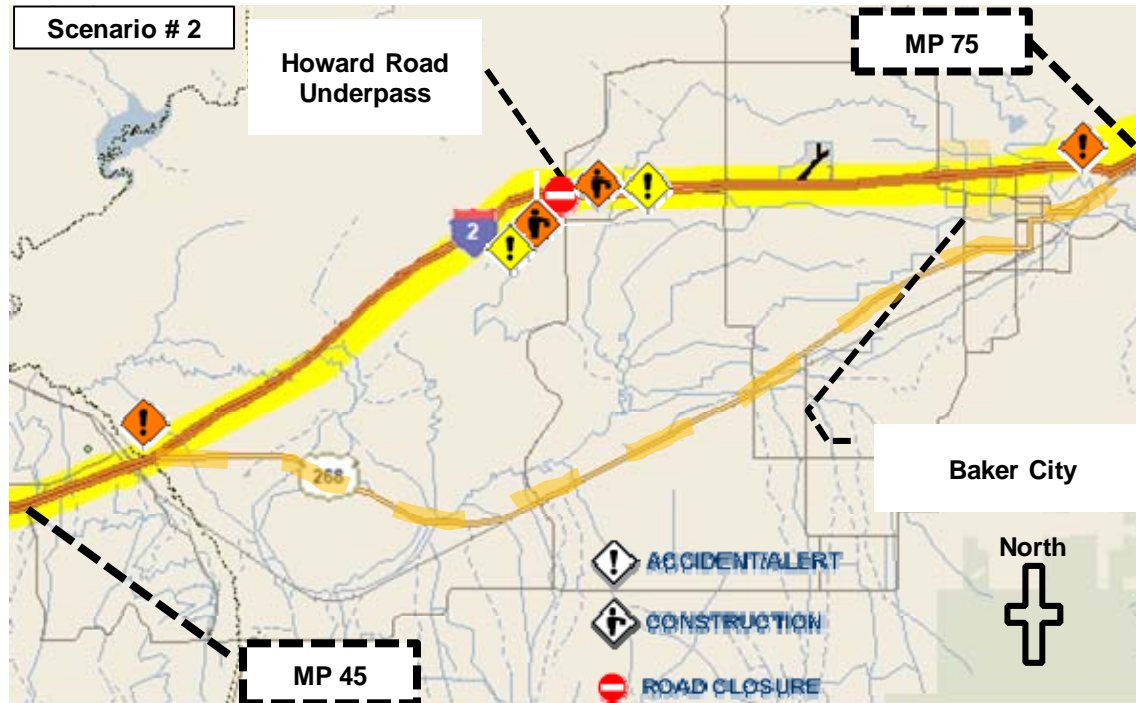 Scenario # 2
Howard Road
Underpass
MP 75
2
268
Baker City
North
ACCIDENT/ALERT
CONSTRUCTION
ROAD CLOSURE
MP 45